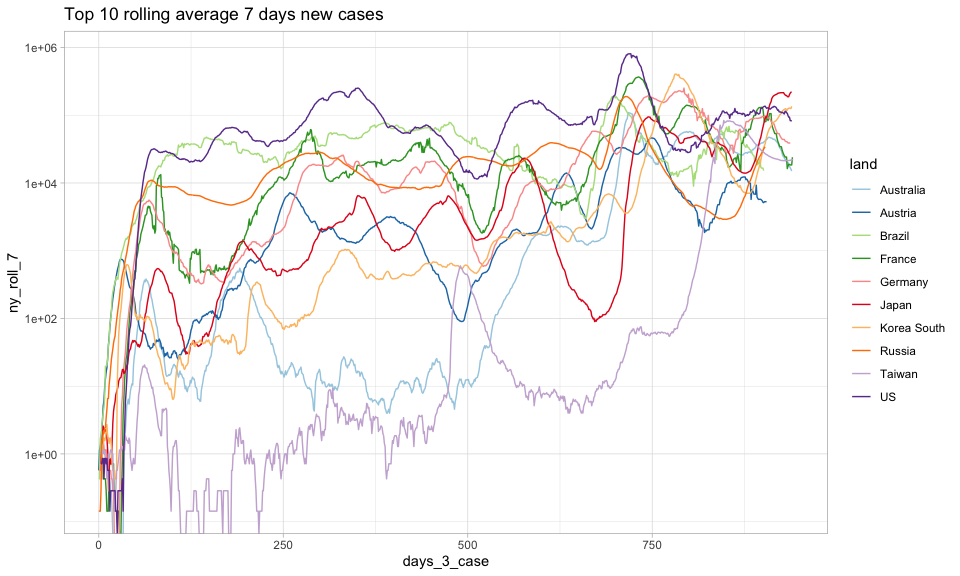 Top 10 rolling average 7 days new cases
ny_roll_7
1e+06
1e+04
1e+02
1e+00
0
250
500
750
days_3_case
land
Australia
Austria
Brazil
France
Germany
Japan
Korea South
Russia
Taiwan
US